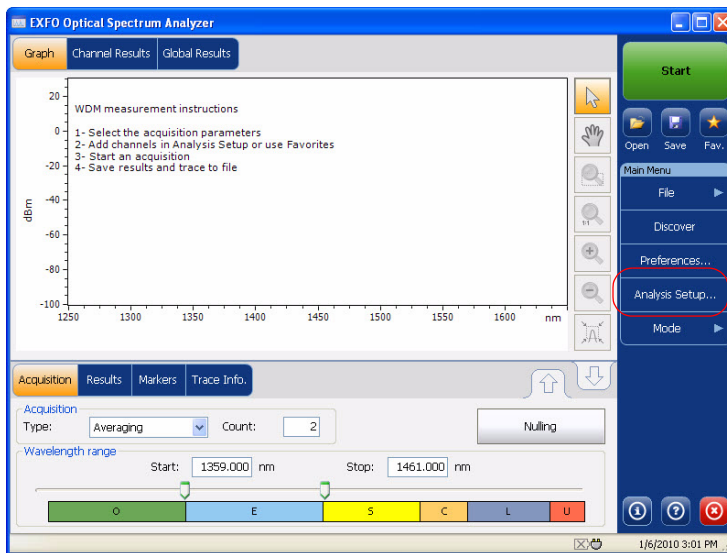 EXFO Optical Spectrum Analyzer
Graph Channel Results Global Results
20
0
-20
-40
-60
-80
-100
dBm
WDM measurement instructions
1- Select the acquisition parameters
2- Add channels in Analysis Setup or use Favorites
3- Start an acquisition
4- Save results and trace to file
1250 1300 1350 1400 1450 1500 1550 1600 nm
1:1
Start
Open Save Fav.
Main Menu
File
Discover
Preferences...
Analysis Setup...
Mode
Acquisition Results Markers Trace Info.
Acquisition
Type: Averaging Count: 2
Nulling
Wavelength range
Start: 1359.000 nm Stop: 1461.000 nm
O E S C L U
1/6/2010 3:01 PM